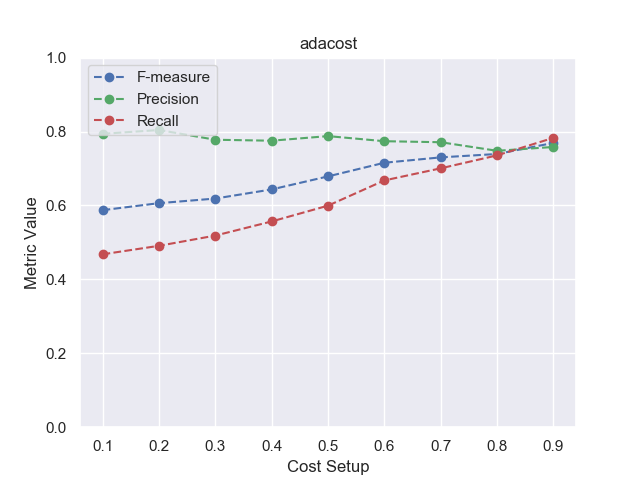 adacost
F-measure
Precision
Recall
Metric Value
1.0
0.8
0.6
0.4
0.2
0.0
0.1 0.2 0.3 0.4 0.5 0.6 0.7 0.8 0.9
Cost Setup